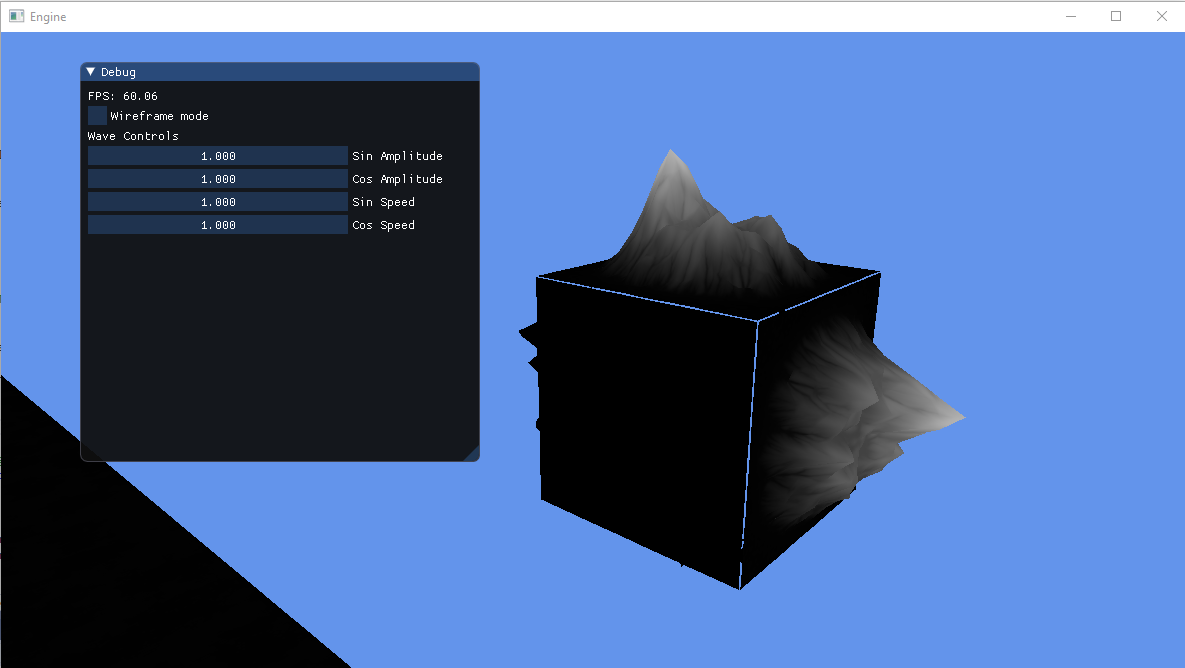 Engine
Debug
FPS: 60.06
Wireframe mode
Wave Controls
1.000 Sin Amplitude
1.000 Cos Amplitude
1.000 Sin Speed
1.000 Cos Speed